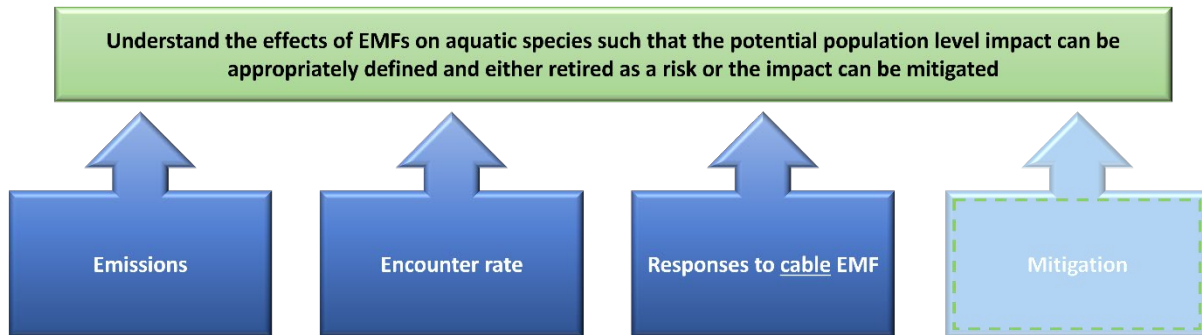 Understand the effects of EMFs on aquatic species such that the potential population level impact can be
appropriately defined and either retired as a risk or the impact can be mitigated
Emissions
Encounter rate
Responses to cable EMF
Mitigation